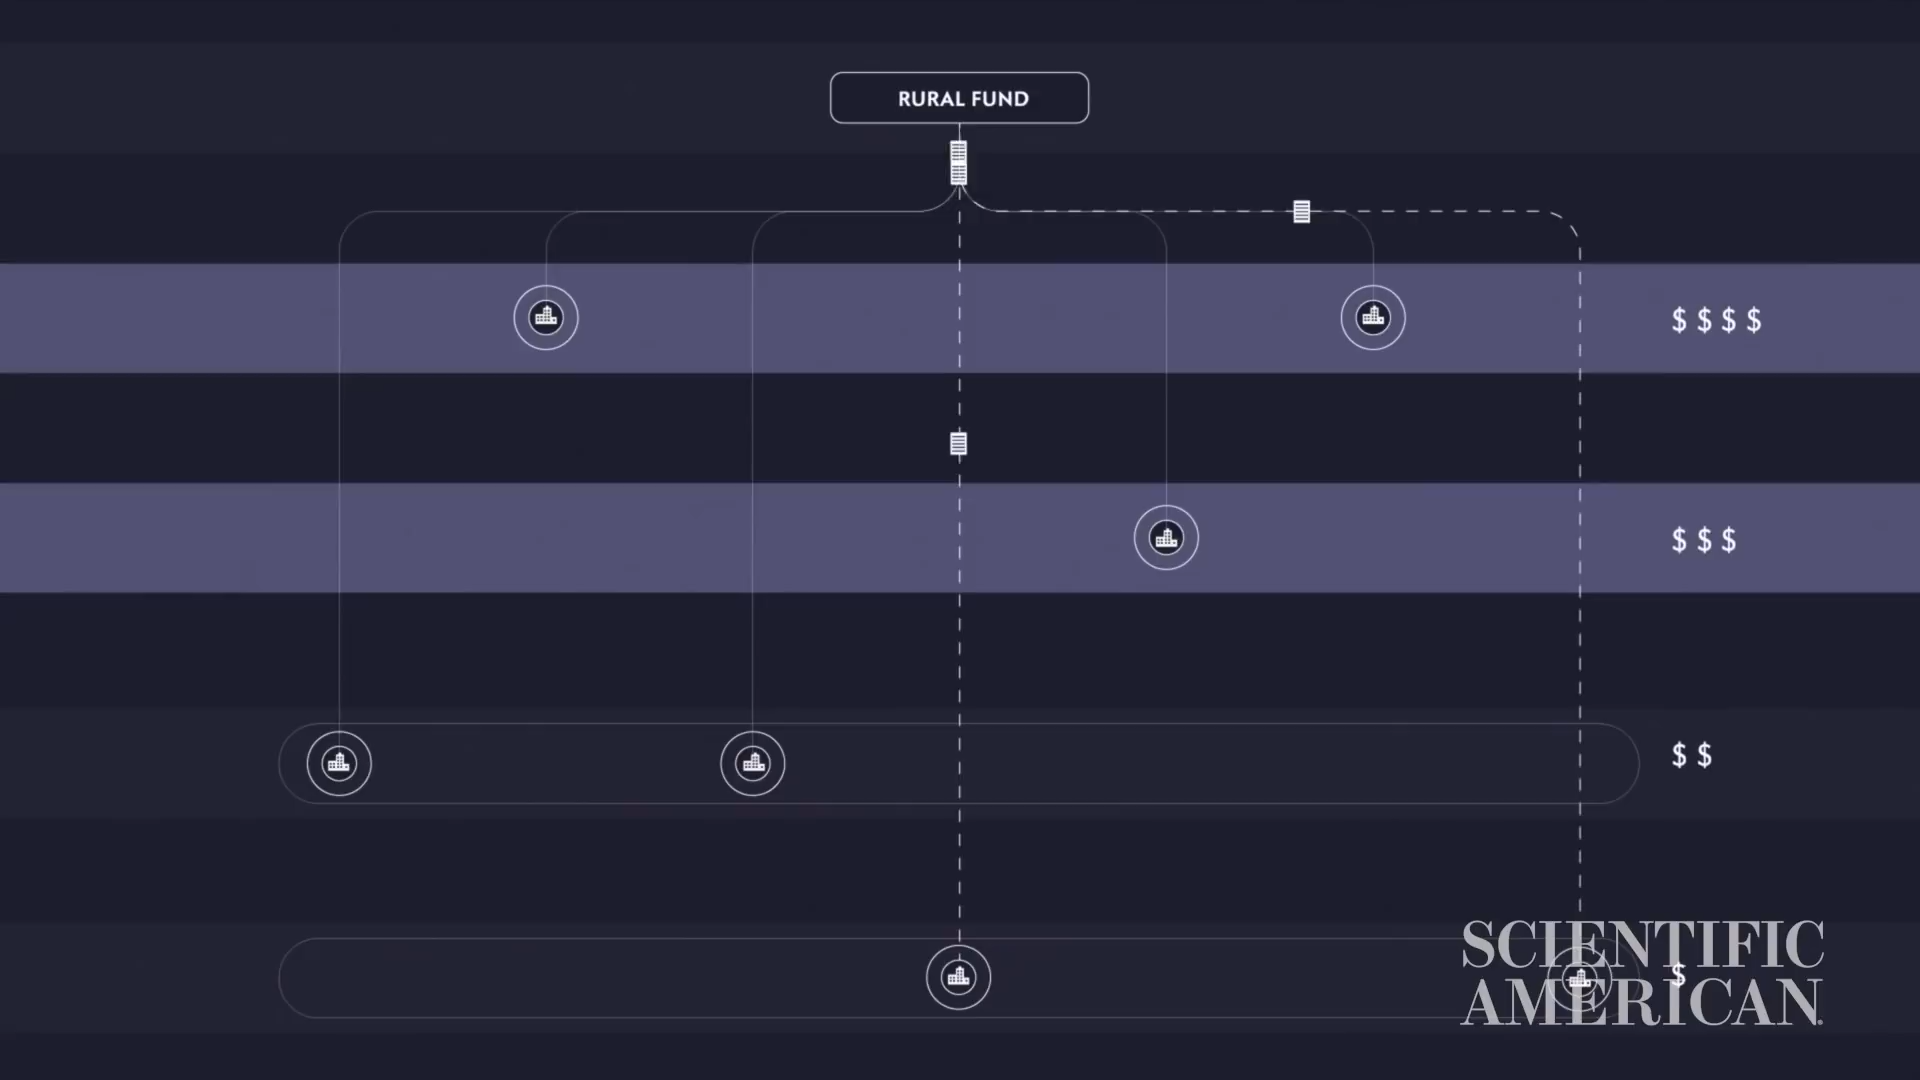 RURAL FUND
$ $ $ $
$ $ $
$ $
$
SCIENTIFIC
AMERICAN